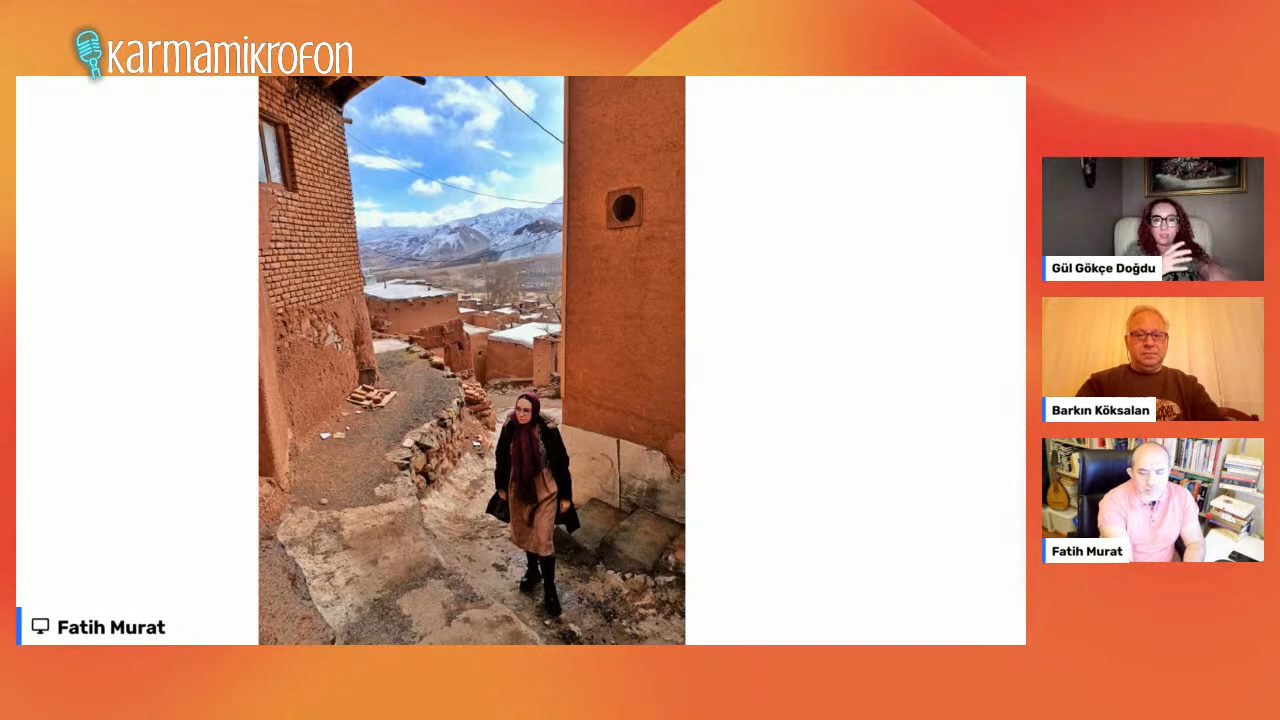 karmamikrofon
Gül Gökçe Doğdu
Barkın Köksalan
Fatih Murat
Fatih Murat